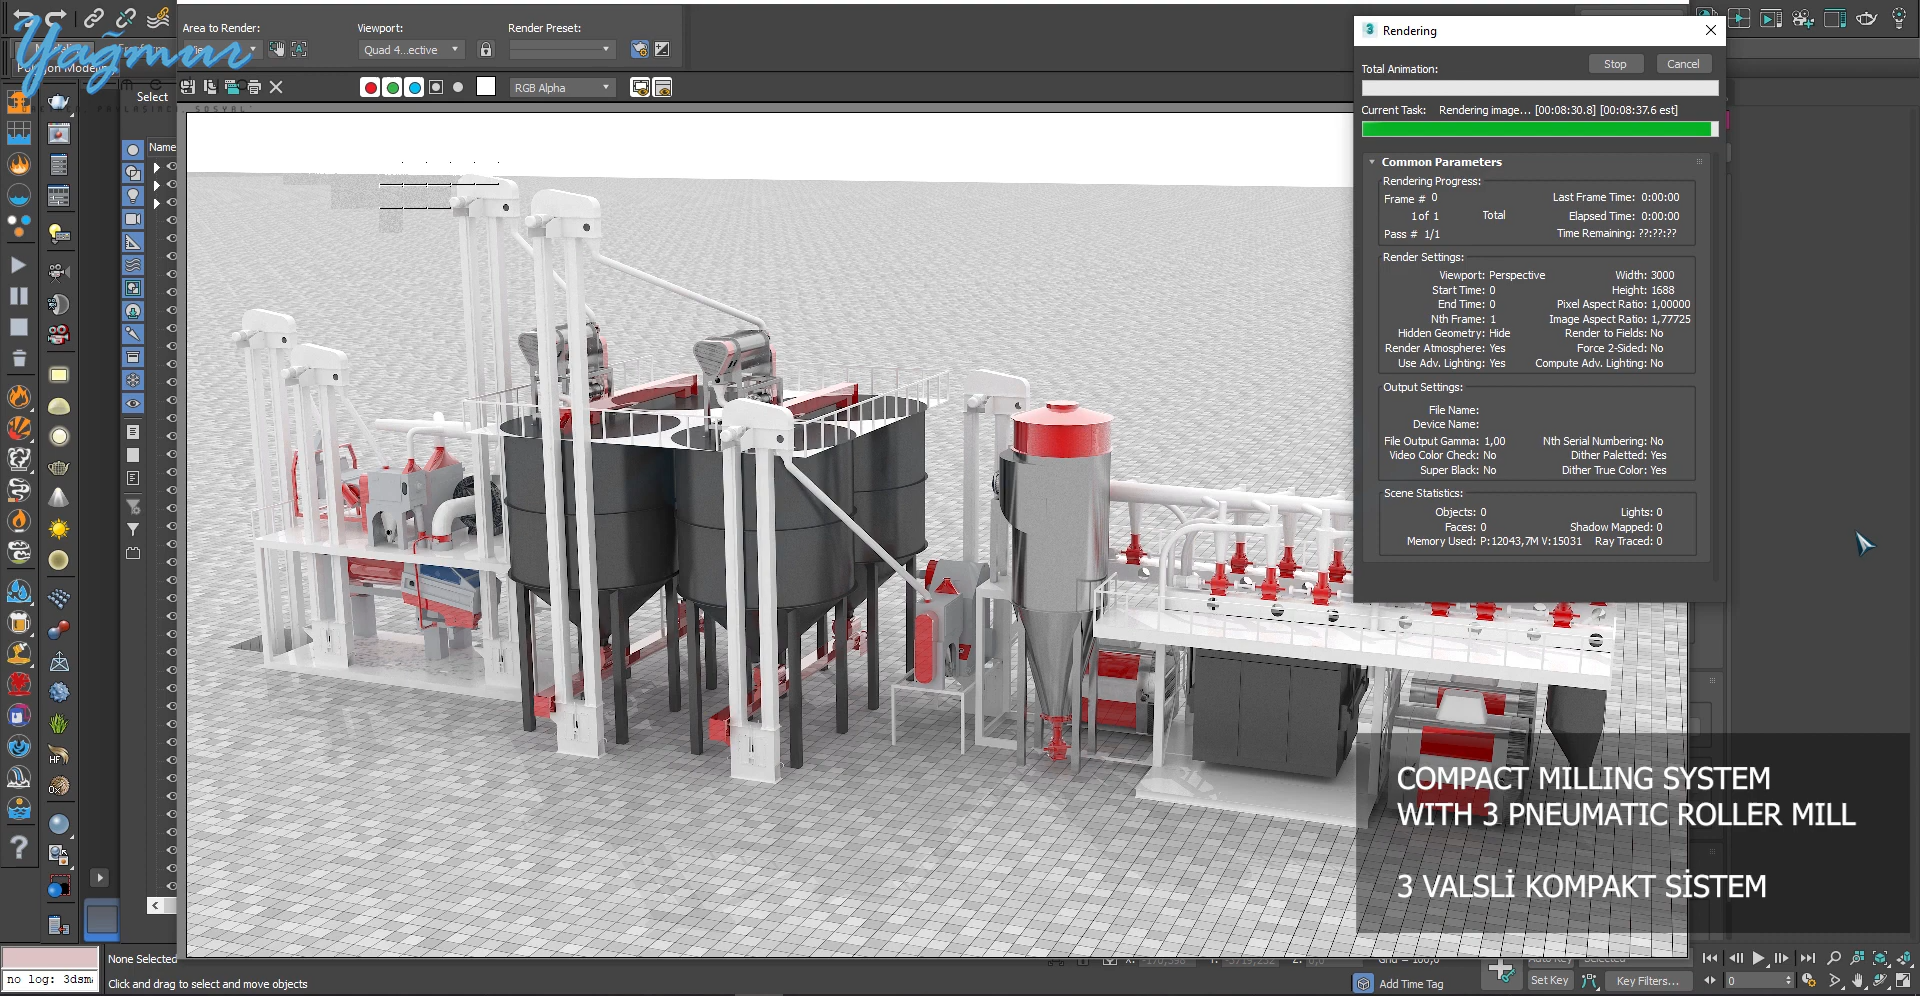 Yağmur
Area to Render:
Viewport:
Render Preset:
Quad 4...ective
Select
RGB Alpha
Name
Rendering
Total Animation:
Stop
Cancel
Current Task: Rendering image... [00:08:30.8] [00:08:37.6 est]
Common Parameters
Rendering Progress:
Frame # 0
Last Frame Time: 0:00:00
1 of 1
Total
Elapsed Time: 0:00:00
Pass # 1/1
Time Remaining: ??:??:??
Render Settings:
Viewport: Perspective
Width: 3000
Start Time: 0
Height: 1688
End Time: 0
Pixel Aspect Ratio: 1,00000
Nth Frame: 1
Image Aspect Ratio: 1,77725
Hidden Geometry: Hide
Render to Fields: No
Render Atmosphere: Yes
Force 2-Sided: No
Use Adv. Lighting: Yes
Compute Adv. Lighting: No
Output Settings:
File Name:
Device Name:
File Output Gamma: 1,00
Nth Serial Numbering: No
Video Color Check: No
Dither Paletted: Yes
Super Black: No
Dither True Color: Yes
Scene Statistics:
Objects: 0
Lights: 0
Faces: 0
Shadow Mapped: 0
Memory Used: P:12043,7M V:15031
Ray Traced: 0
COMPACT MILLING SYSTEM
WITH 3 PNEUMATIC ROLLER MILL
3 VALSLİ KOMPAKT SİSTEM
None Selected
no log: 3dsm
Click and drag to select and move objects
Add Time Tag
Set Key
Key Filters...
0